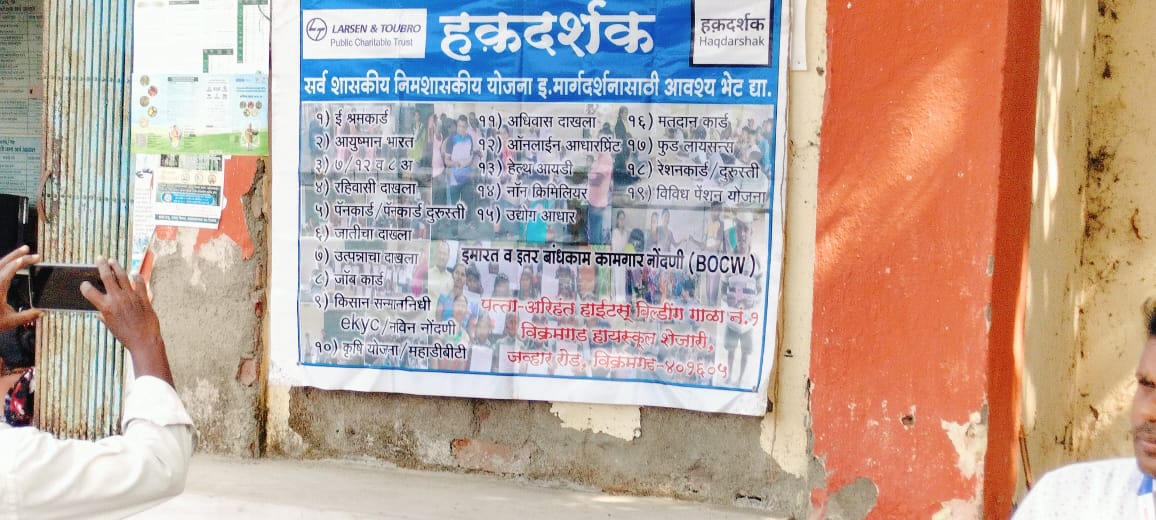 LARSEN & TOUBRO
Public Charitable Trust
हक़दर्शक
हक़दर्शक
Haqdarshak
सर्व शासकीय निमशासकीय योजना इ.मार्गदर्शनासाठी आवश्य भेट द्या.
१) ई श्रमकार्ड
२) आयुष्मान भारत
३) ७/१२ व ८ अ
४) रहिवासी दाखला
५) पॅनकार्ड/पॅनकार्ड दुरुस्ती
६) जातीचा दाखला
७) उत्पन्नाचा दाखला
८) जॉब कार्ड
९) किसान सन्माननिधी
ekyc/नविन नोंदणी
१०) कृषि योजना/महाडीबीटी
११) अधिवास दाखला
१२) ऑनलाईन आधारप्रिंट
१३) हेल्थ आयडी
१४) नॉन क्रिमिलियर
१५) उद्योग आधार
१६) मतदान कार्ड
१७) फुड लायसन्स
१८) रेशनकार्ड/दुरुस्ती
१९) विविध पेंशन योजना
इमारत व इतर बांधकाम कामगार नोंदणी (BOCW)
पत्ता-अरिहंत हाईटस् बिल्डींग गाळा नं.१
विक्रमगड हायस्कूल शेजारी,
जव्हार रोड, विक्रमगड-४०१६०५